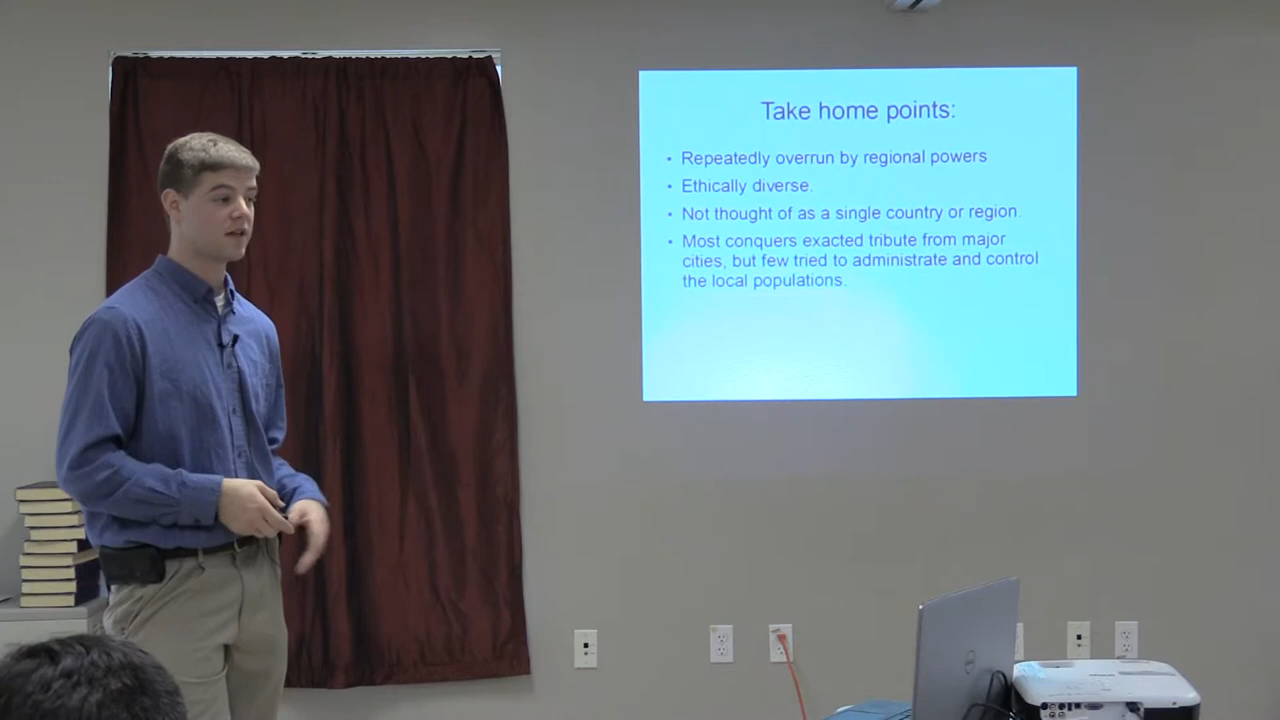 Take home points:
• Repeatedly overrun by regional powers
• Ethically diverse.
• Not thought of as a single country or region.
• Most conquers exacted tribute from major
cities, but few tried to administrate and control
the local populations.